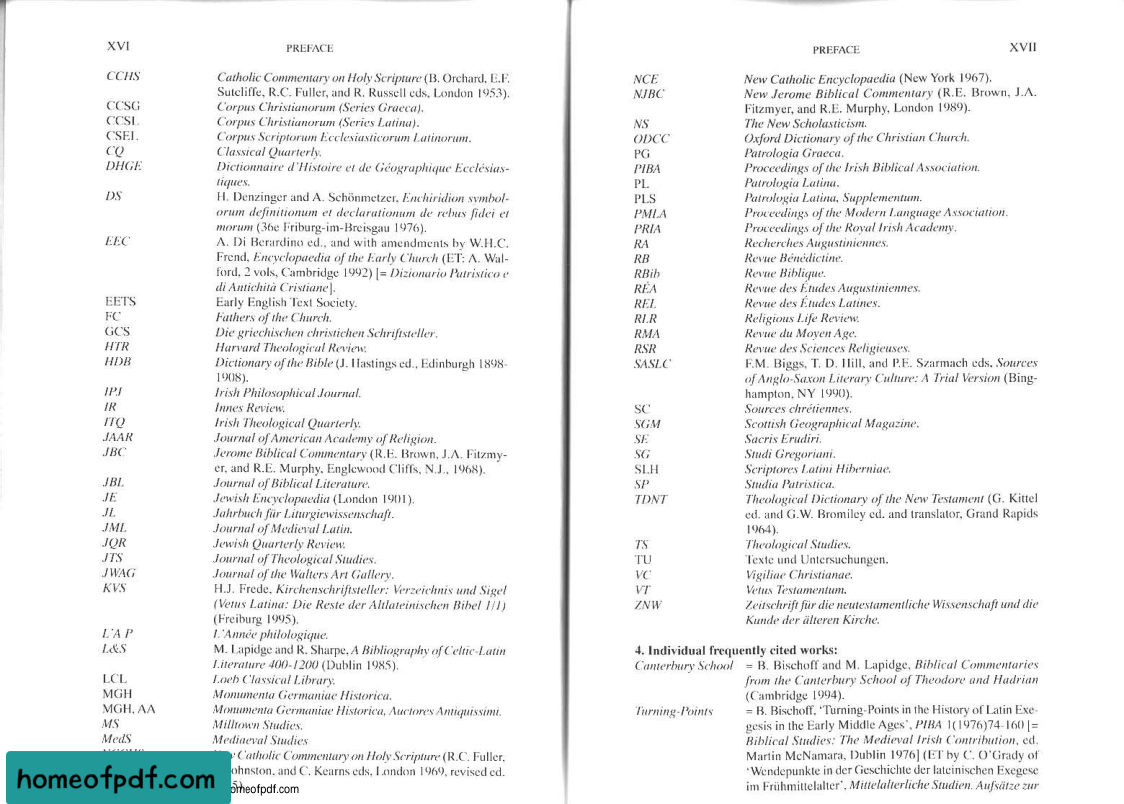 XVI PREFACE
CCHS Catholic Commentary on Holy Scripture (B. Orchard, E.F.
Sutcliffe, R.C. Fuller, and R. Russell eds, London 1953).
CCSG Corpus Christianorum (Series Graeca).
CCSL Corpus Christianorum (Series Latina).
CSEL Corpus Scriptorum Ecclesiasticorum Latinorum.
CQ Classical Quarterly.
DHGE Dictionnaire d'Histoire et de Géographique Ecclésias-
tiques.
DS H. Denzinger and A. Schönmetzer, Enchiridion symbol-
orum definitionum et declarationum de rebus fidei et
morum (36e Friburg-im-Breisgau 1976).
EEC A. Di Berardino ed., and with amendments by W.H.C.
Frend, Encyclopaedia of the Early Church (ET: A. Wal-
ford, 2 vols, Cambridge 1992) [= Dizionario Patristico e
di Antichità Cristiane].
EETS Early English Text Society.
FC Fathers of the Church.
GCS Die griechischen christichen Schriftsteller.
HTR Harvard Theological Review.
HDB Dictionary of the Bible (J. Hastings ed., Edinburgh 1898-
1908).
IPJ Irish Philosophical Journal.
IR Innes Review.
ITQ Irish Theological Quarterly.
JAAR Journal of American Academy of Religion.
JBC Jerome Biblical Commentary (R.E. Brown, J.A. Fitzmy-
er, and R.E. Murphy, Englewood Cliffs, N.J., 1968).
JBL Journal of Biblical Literature.
JE Jewish Encyclopaedia (London 1901).
JL Jahrbuch für Liturgiewissenschaft.
JML Journal of Medieval Latin.
JQR Jewish Quarterly Review.
JTS Journal of Theological Studies.
JWAG Journal of the Walters Art Gallery.
KVS H.J. Frede, Kirchenschriftsteller: Verzeichnis und Sigel
(Vetus Latina: Die Reste der Altlateinischen Bibel 1/1)
(Freiburg 1995).
L'A P L'Année philologique.
L&S M. Lapidge and R. Sharpe, A Bibliography of Celtic-Latin
Literature 400-1200 (Dublin 1985).
LCL Loeb Classical Library.
MGH Monumenta Germaniae Historica.
MGH, AA Monumenta Germaniae Historica, Auctores Antiquissimi.
MS Milltown Studies.
MedS Mediaeval Studies
Catholic Commentary on Holy Scripture (R.C. Fuller,
ohnston, and C. Kearns eds, London 1969, revised ed.
homeofpdf.com
omeofpdf.com
PREFACE XVII
NCE New Catholic Encyclopaedia (New York 1967).
NJBC New Jerome Biblical Commentary (R.E. Brown, J.A.
Fitzmyer, and R.E. Murphy, London 1989).
NS The New Scholasticism.
ODCC Oxford Dictionary of the Christian Church.
PG Patrologia Graeca.
PIBA Proceedings of the Irish Biblical Association.
PL Patrologia Latina.
PLS Patrologia Latina, Supplementum.
PMLA Proceedings of the Modern Language Association.
PRIA Proceedings of the Royal Irish Academy.
RA Recherches Augustiniennes.
RB Revue Bénédictine.
RBib Revue Biblique.
RÉA Revue des Études Augustiniennes.
REL Revue des Études Latines.
RLR Religious Life Review.
RMA Revue du Moyen Age.
RSR Revue des Sciences Religieuses.
SASLC F.M. Biggs, T. D. Hill, and P.E. Szarmach eds, Sources
of Anglo-Saxon Literary Culture: A Trial Version (Bing-
hampton, NY 1990).
SC Sources chrétiennes.
SGM Scottish Geographical Magazine.
SE Sacris Erudiri.
SG Studi Gregoriani.
SLH Scriptores Latini Hiberniae.
SP Studia Patristica.
TDNT Theological Dictionary of the New Testament (G. Kittel
ed. and G.W. Bromiley ed. and translator, Grand Rapids
1964).
TS Theological Studies.
TU Texte und Untersuchungen.
VC Vigiliae Christianae.
VT Vetus Testamentum.
ZNW Zeitschrift für die neutestamentliche Wissenschaft und die
Kunde der älteren Kirche.
4. Individual frequently cited works:
Canterbury School = B. Bischoff and M. Lapidge, Biblical Commentaries
from the Canterbury School of Theodore and Hadrian
(Cambridge 1994).
Turning-Points = B. Bischoff, 'Turning-Points in the History of Latin Exe-
gesis in the Early Middle Ages', PIBA 1(1976)74-160 [=
Biblical Studies: The Medieval Irish Contribution, ed.
Martin McNamara, Dublin 1976] (ET by C. O'Grady of
'Wendepunkte in der Geschichte der lateinischen Exegese
im Frühmittelalter', Mittelalterliche Studien. Aufsätze zur